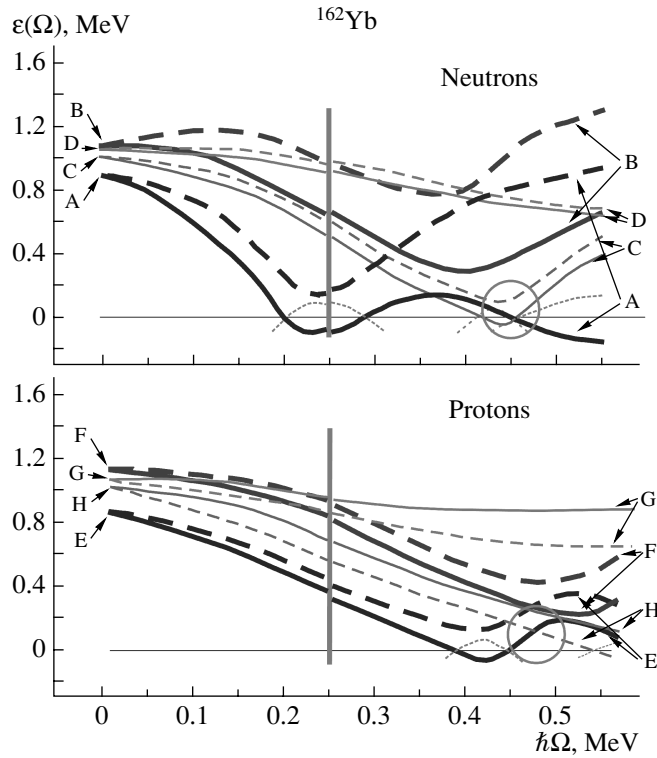 ε(Ω), MeV
¹⁶²Yb
1.6
Neutrons
B
1.2
D
B
C
0.8
A
D
0.4
C
0
A
1.6
Protons
F
1.2
G
G
H
0.8
E
F
0.4
H
0
E
0 0.1 0.2 0.3 0.4 0.5
ℏΩ, MeV